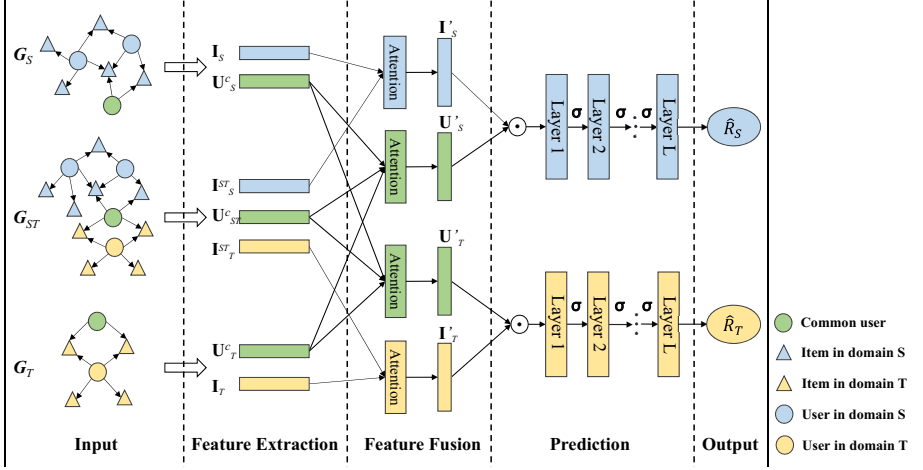 G_S
I_S
U^c_S
Attention
I'_S
U'_S
Attention
Layer 1
σ
Layer 2
σ
σ
Layer L
R̂_S
G_ST
I^ST_S
U^c_ST
I^ST_T
Attention
U'_T
G_T
U^c_T
I_T
Attention
I'_T
Layer 1
σ
Layer 2
σ
σ
Layer L
R̂_T
Common user
Item in domain S
Item in domain T
User in domain S
User in domain T
Input
Feature Extraction
Feature Fusion
Prediction
Output